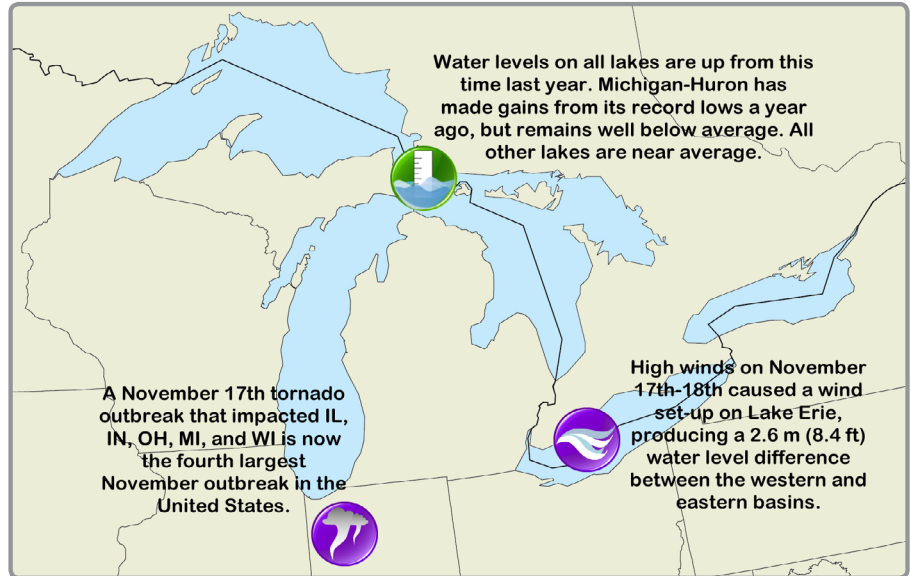 Water levels on all lakes are up from this
time last year. Michigan-Huron has
made gains from its record lows a year
ago, but remains well below average. All
other lakes are near average.
A November 17th tornado
outbreak that impacted IL,
IN, OH, MI, and WI is now
the fourth largest
November outbreak in the
United States.
High winds on November
17th-18th caused a wind
set-up on Lake Erie,
producing a 2.6 m (8.4 ft)
water level difference
between the western and
eastern basins.